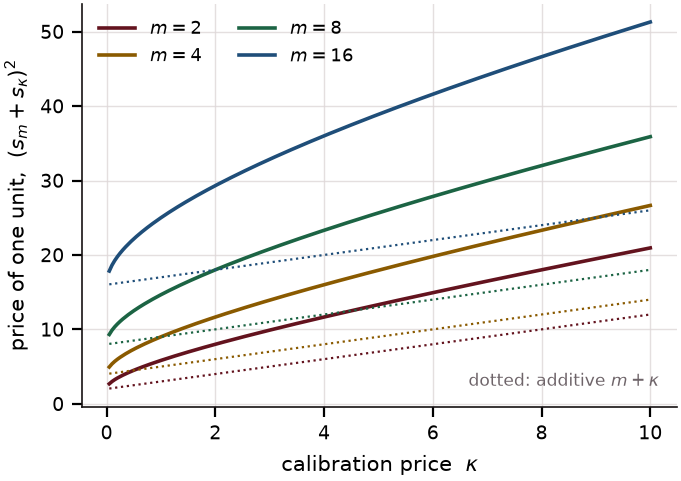 m = 2
m = 4
m = 8
m = 16
price of one unit, (s_m + s_κ)²
50
40
30
20
10
0
dotted: additive m + κ
0 2 4 6 8 10
calibration price κ